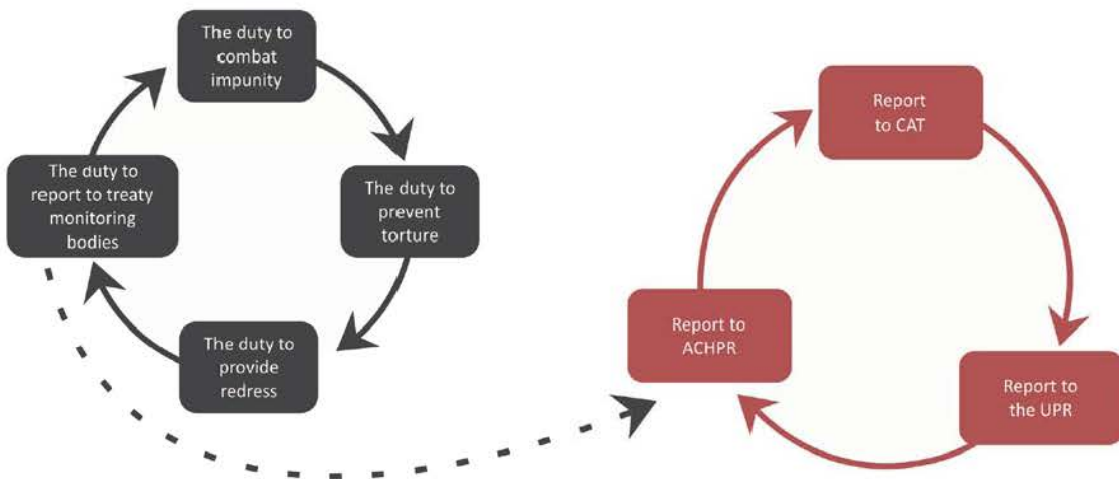 The duty to
combat
impunity
The duty to
report to treaty
monitoring
bodies
The duty to
prevent
torture
The duty to
provide
redress
Report
to CAT
Report to
ACHPR
Report to
the UPR